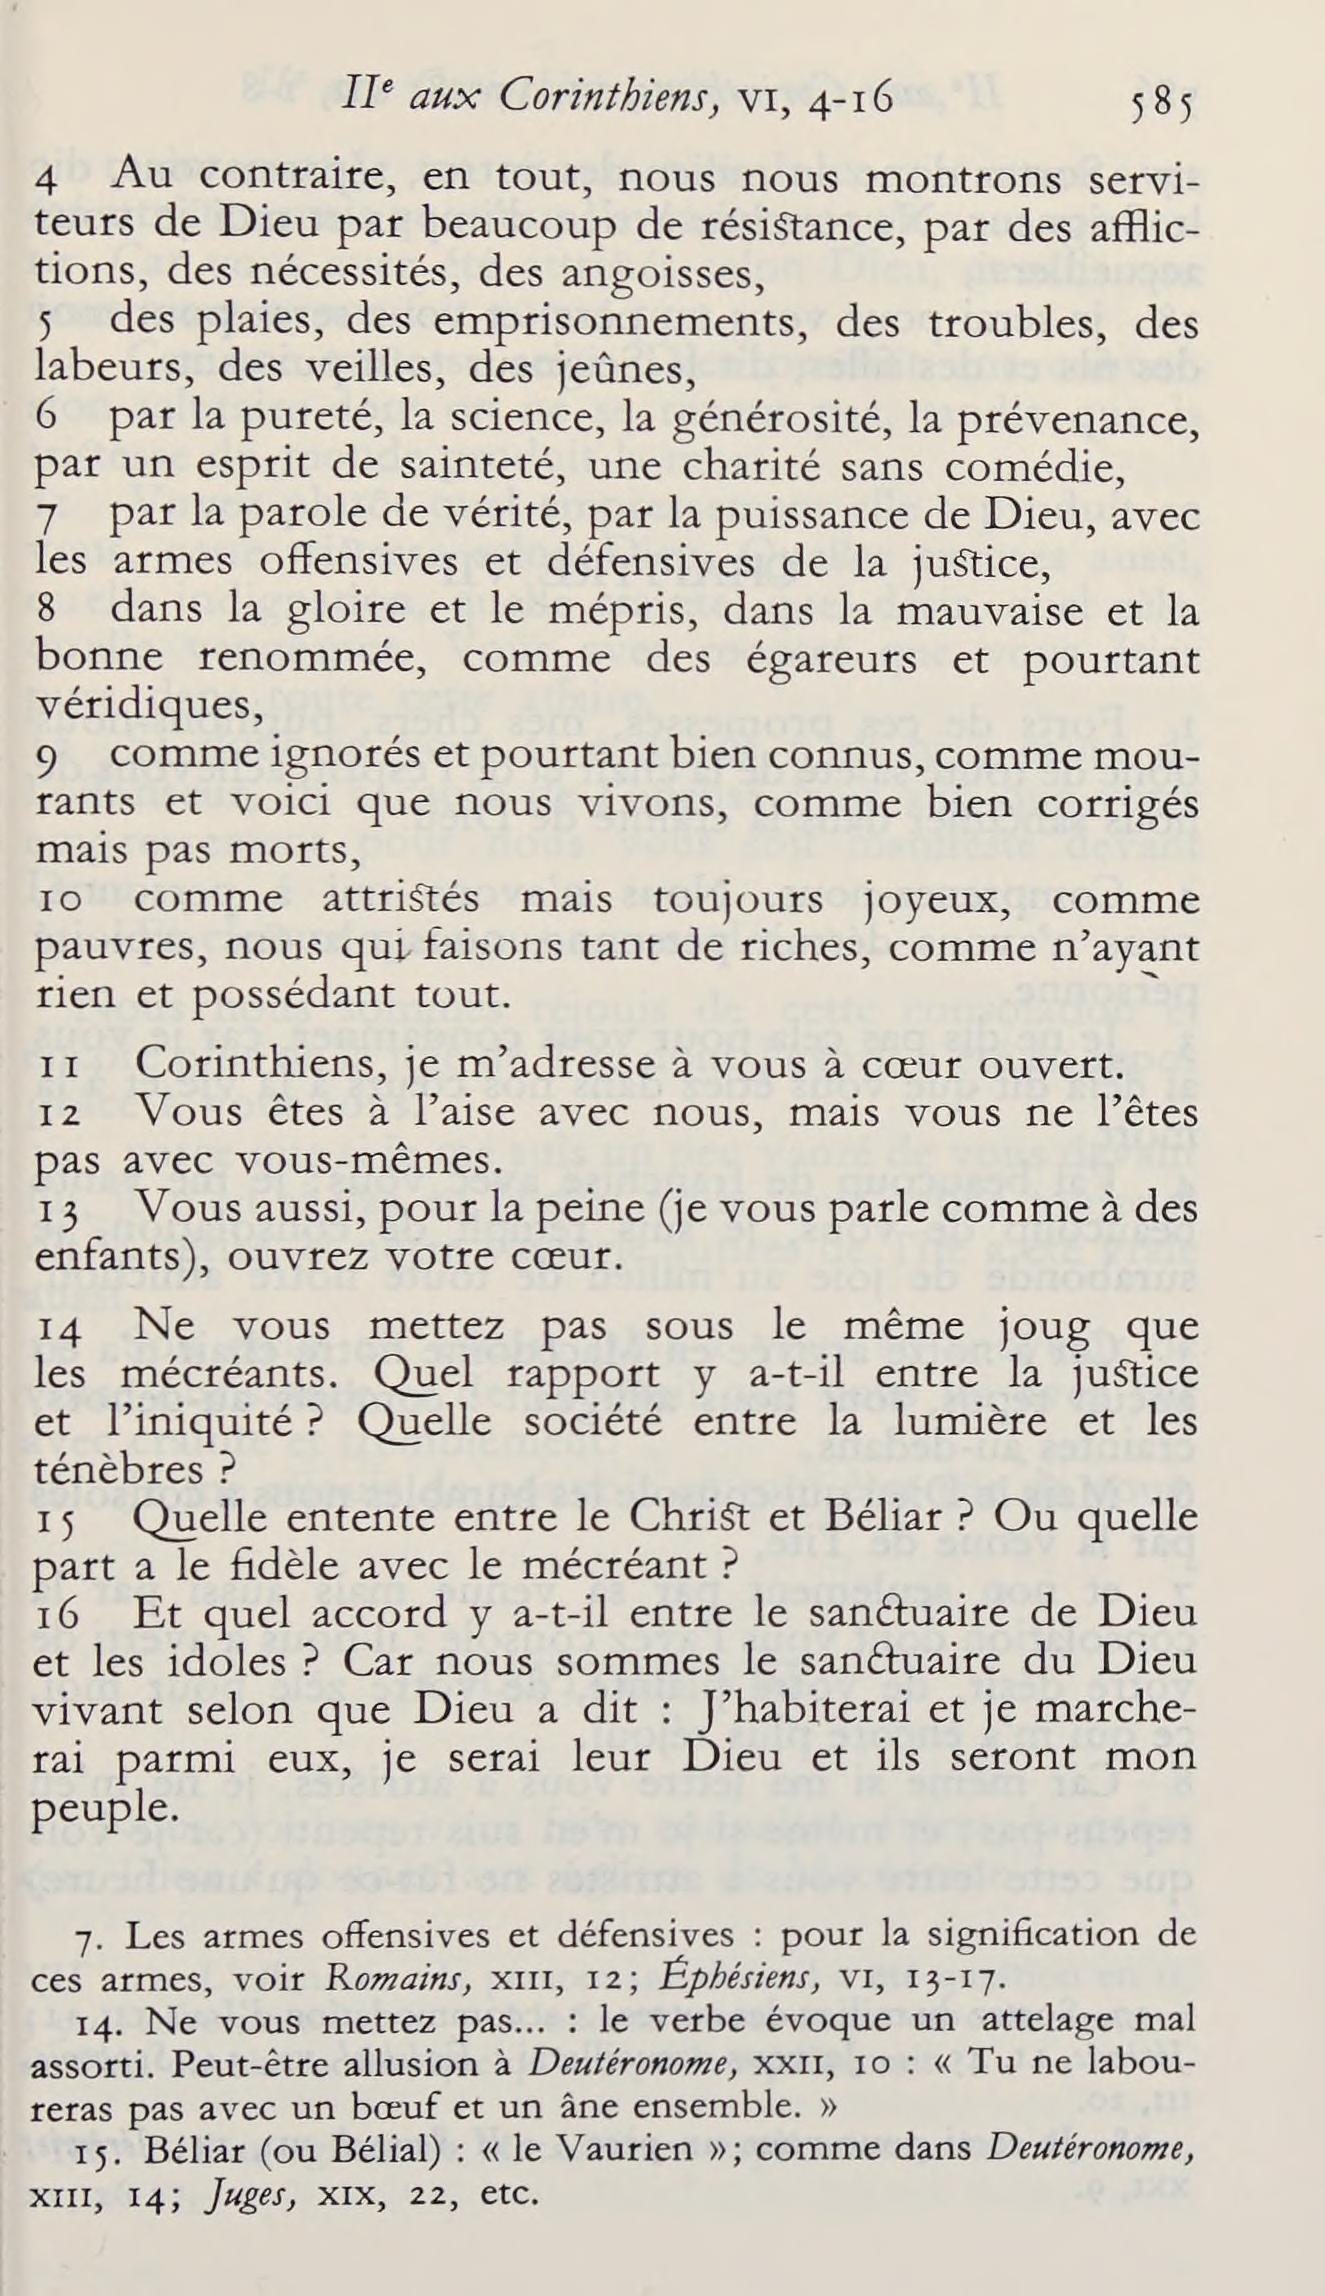 IIe aux Corinthiens, VI, 4-16 585
4 Au contraire, en tout, nous nous montrons servi-
teurs de Dieu par beaucoup de résistance, par des afflic-
tions, des nécessités, des angoisses,
5 des plaies, des emprisonnements, des troubles, des
labeurs, des veilles, des jeûnes,
6 par la pureté, la science, la générosité, la prévenance,
par un esprit de sainteté, une charité sans comédie,
7 par la parole de vérité, par la puissance de Dieu, avec
les armes offensives et défensives de la justice,
8 dans la gloire et le mépris, dans la mauvaise et la
bonne renommée, comme des égareurs et pourtant
véridiques,
9 comme ignorés et pourtant bien connus, comme mou-
rants et voici que nous vivons, comme bien corrigés
mais pas morts,
10 comme attristés mais toujours joyeux, comme
pauvres, nous qui faisons tant de riches, comme n'ayant
rien et possédant tout.
11 Corinthiens, je m'adresse à vous à cœur ouvert.
12 Vous êtes à l'aise avec nous, mais vous ne l'êtes
pas avec vous-mêmes.
13 Vous aussi, pour la peine (je vous parle comme à des
enfants), ouvrez votre cœur.
14 Ne vous mettez pas sous le même joug que
les mécréants. Quel rapport y a-t-il entre la justice
et l'iniquité ? Quelle société entre la lumière et les
ténèbres ?
15 Quelle entente entre le Christ et Béliar ? Ou quelle
part a le fidèle avec le mécréant ?
16 Et quel accord y a-t-il entre le sanctuaire de Dieu
et les idoles ? Car nous sommes le sanctuaire du Dieu
vivant selon que Dieu a dit : J'habiterai et je marche-
rai parmi eux, je serai leur Dieu et ils seront mon
peuple.
7. Les armes offensives et défensives : pour la signification de
ces armes, voir Romains, XIII, 12; Éphésiens, VI, 13-17.
14. Ne vous mettez pas... : le verbe évoque un attelage mal
assorti. Peut-être allusion à Deutéronome, XXII, 10 : « Tu ne labou-
reras pas avec un bœuf et un âne ensemble. »
15. Béliar (ou Bélial) : « le Vaurien »; comme dans Deutéronome,
XIII, 14; Juges, XIX, 22, etc.